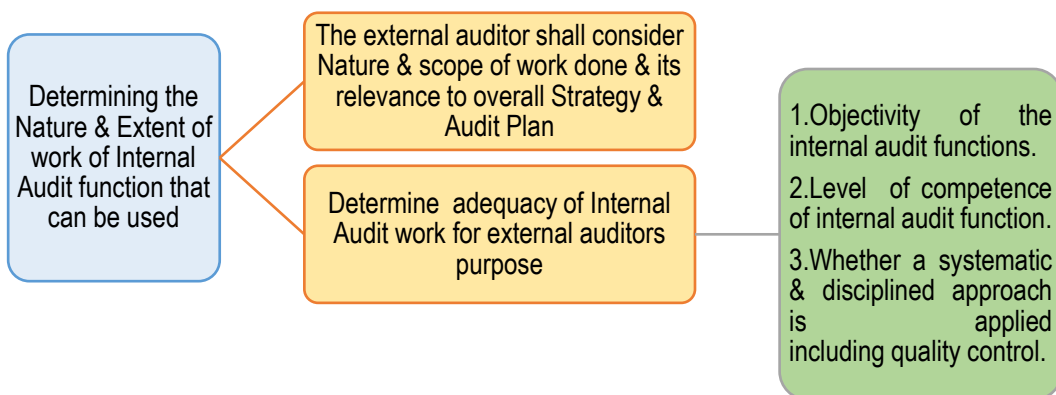 Determining the
Nature & Extent of
work of Internal
Audit function that
can be used
The external auditor shall consider
Nature & scope of work done & its
relevance to overall Strategy &
Audit Plan
Determine adequacy of Internal
Audit work for external auditors
purpose
1.Objectivity of the
internal audit functions.
2.Level of competence
of internal audit function.
3.Whether a systematic
& disciplined approach
is applied
including quality control.